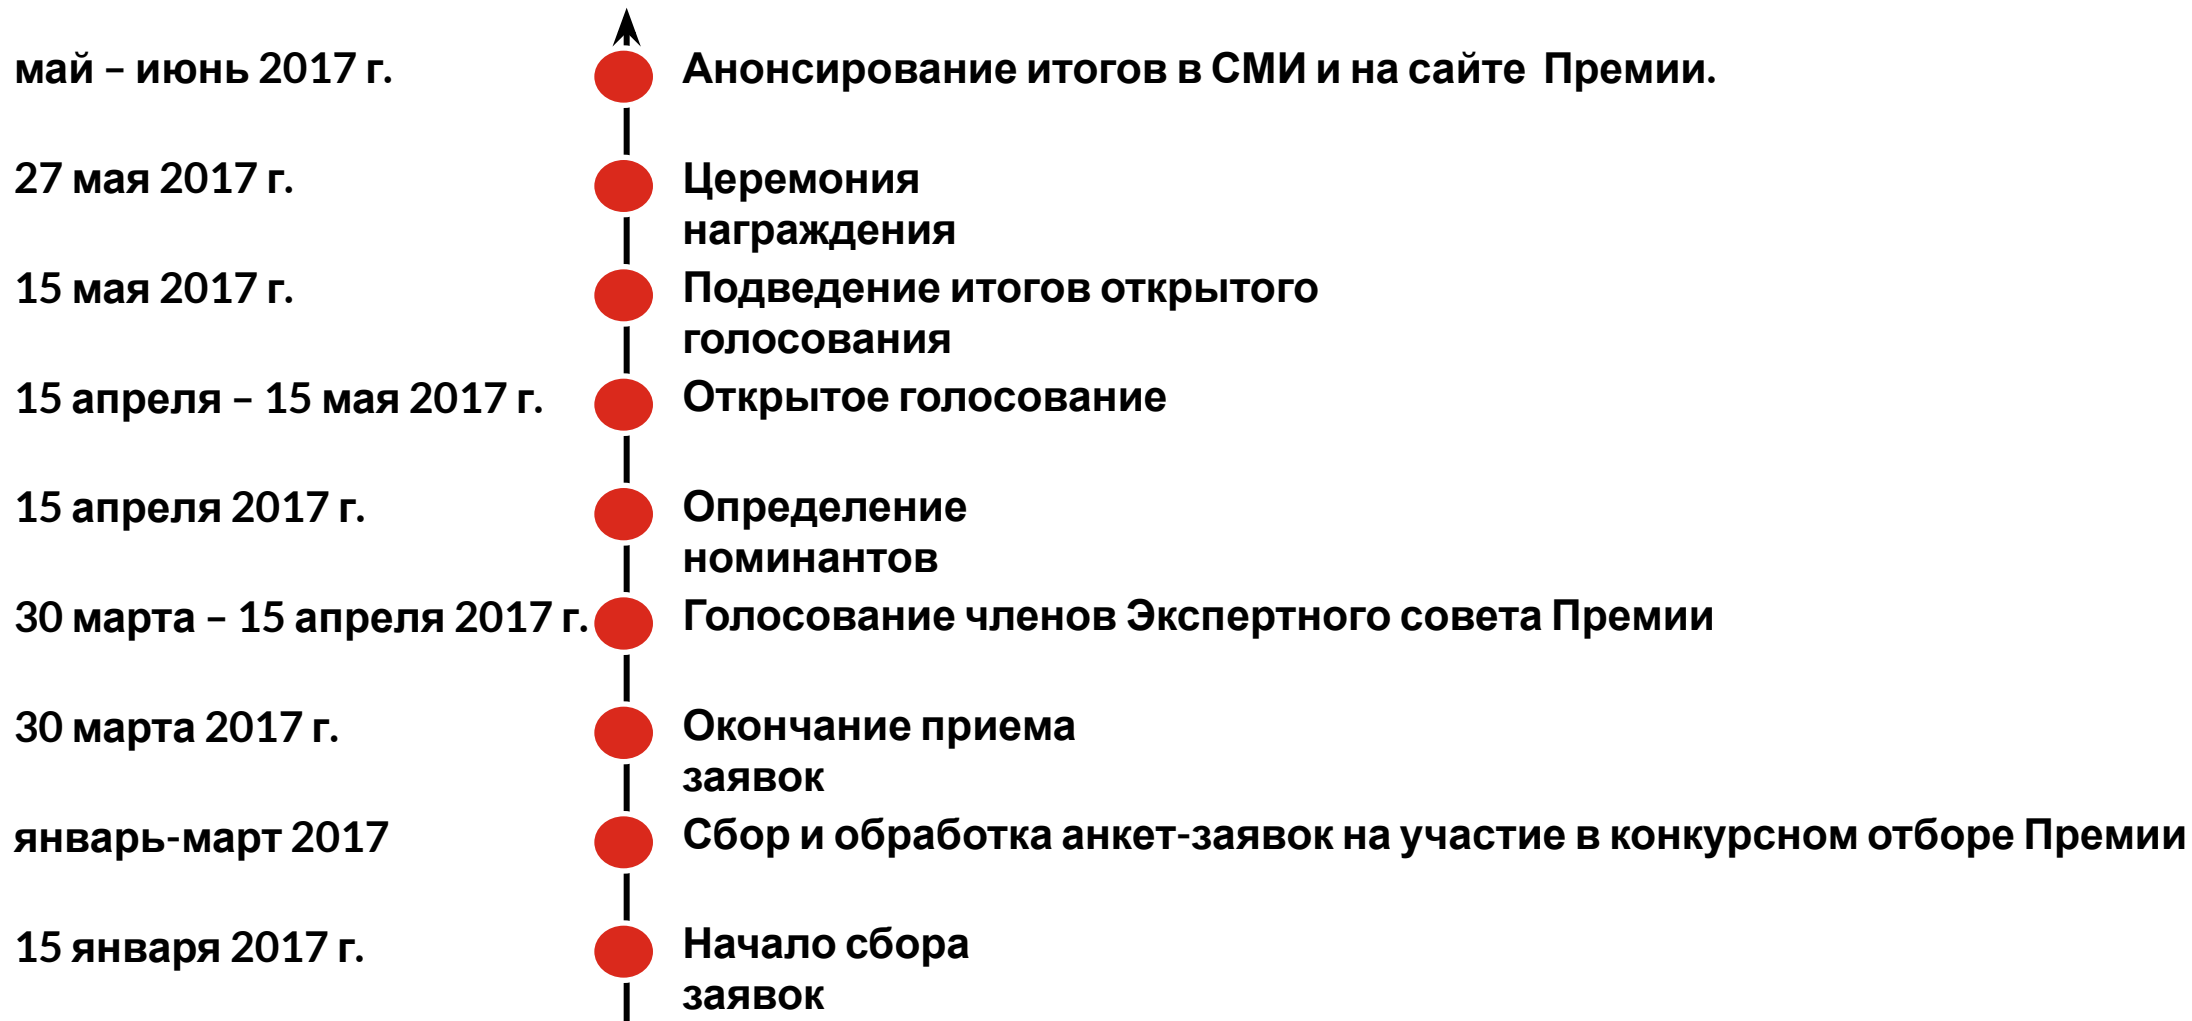 май – июнь 2017 г.
Анонсирование итогов в СМИ и на сайте Премии.
27 мая 2017 г.
Церемония
награждения
15 мая 2017 г.
Подведение итогов открытого
голосования
15 апреля – 15 мая 2017 г.
Открытое голосование
15 апреля 2017 г.
Определение
номинантов
30 марта – 15 апреля 2017 г.
Голосование членов Экспертного совета Премии
30 марта 2017 г.
Окончание приема
заявок
январь-март 2017
Сбор и обработка анкет-заявок на участие в конкурсном отборе Премии
15 января 2017 г.
Начало сбора
заявок